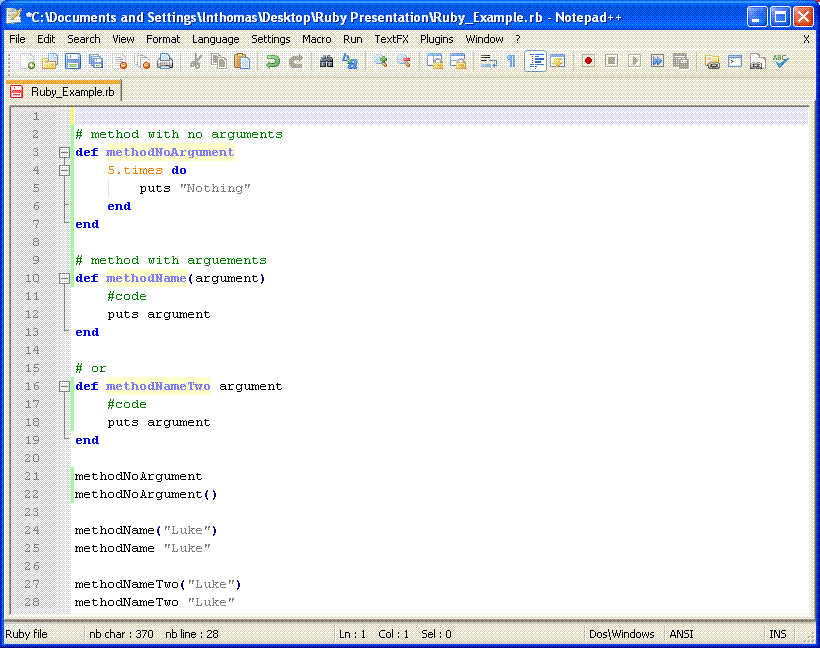 *C:\Documents and Settings\lnthomas\Desktop\Ruby Presentation\Ruby_Example.rb - Notepad++
File Edit Search View Format Language Settings Macro Run TextFX Plugins Window ? X
Ruby_Example.rb
1
2 # method with no arguments
3 def methodNoArgument
4 5.times do
5 puts "Nothing"
6 end
7 end
8
9 # method with arguements
10 def methodName(argument)
11 #code
12 puts argument
13 end
14
15 # or
16 def methodNameTwo argument
17 #code
18 puts argument
19 end
20
21 methodNoArgument
22 methodNoArgument()
23
24 methodName("Luke")
25 methodName "Luke"
26
27 methodNameTwo("Luke")
28 methodNameTwo "Luke"
Ruby file nb char : 370 nb line : 28 Ln : 1 Col : 1 Sel : 0 Dos\Windows ANSI INS